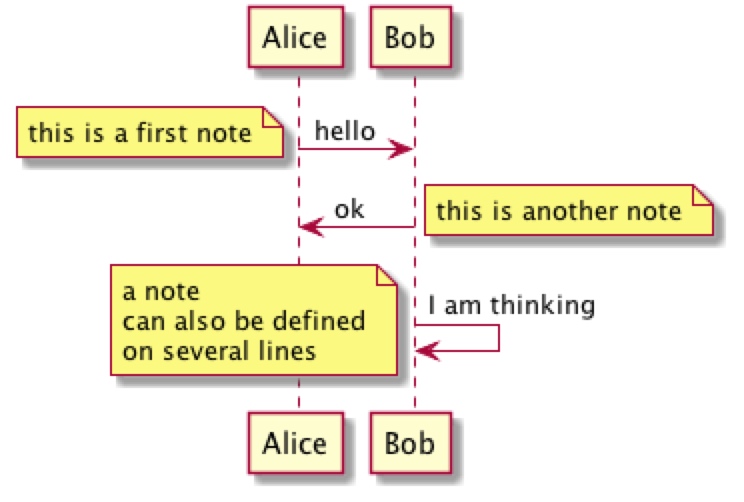 Alice
Bob
this is a first note
hello
ok
this is another note
a note
can also be defined
on several lines
I am thinking
Alice
Bob